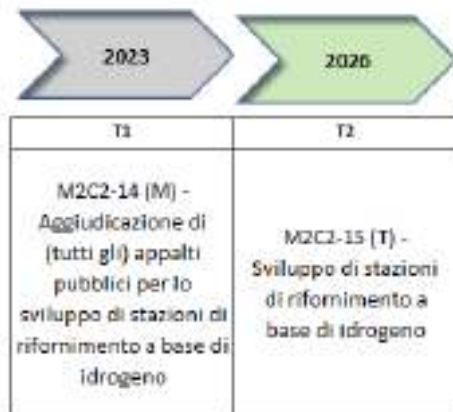 2023
2026
T1
T2
M2C2-14 (M) -
Aggiudicazione di
(tutti gli) appalti
pubblici per lo
sviluppo di stazioni di
rifornimento a base di
idrogeno
M2C2-15 (T) -
Sviluppo di stazioni
di rifornimento a
base di idrogeno